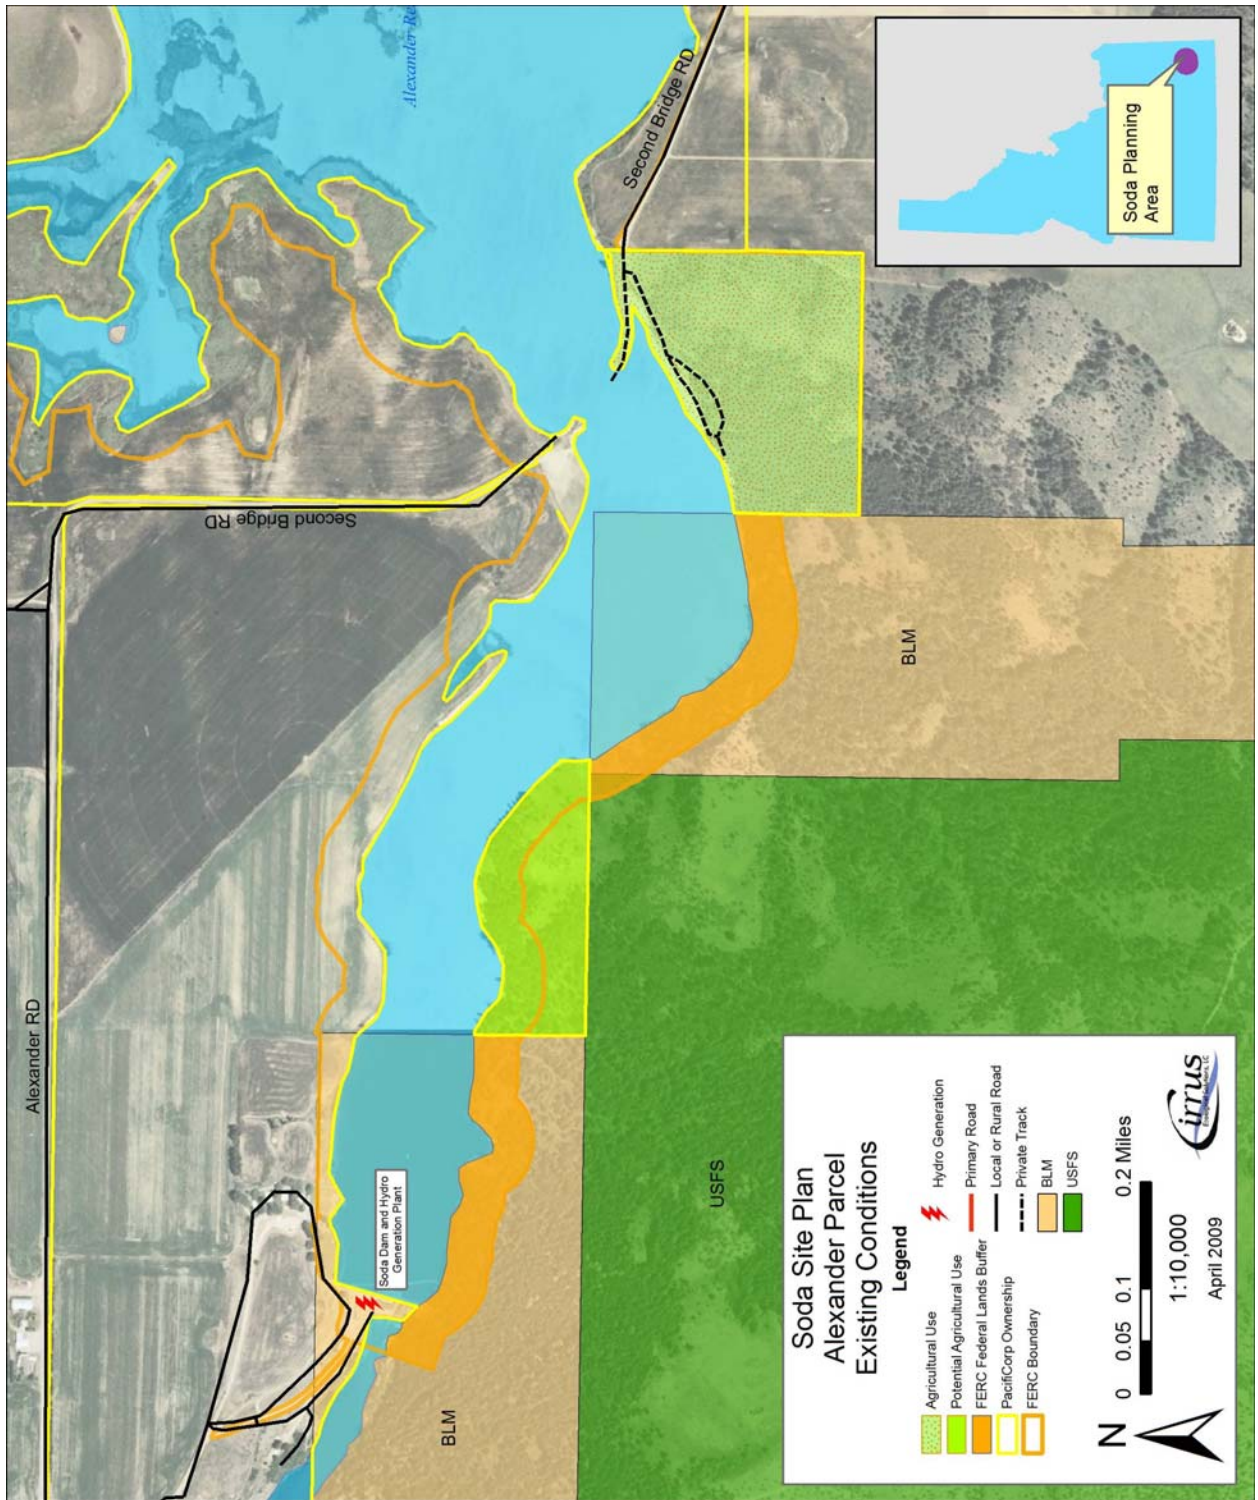 Alexander RD
Second Bridge RD
Alexander Re
Second Bridge RD
Soda Dam and Hydro
Generation Plant
BLM
BLM
USFS
Soda Planning
Area
Soda Site Plan
Alexander Parcel
Existing Conditions
Legend
Agricultural Use
Potential Agricultural Use
FERC Federal Lands Buffer
PacifiCorp Ownership
FERC Boundary
Hydro Generation
Primary Road
Local or Rural Road
Private Track
BLM
USFS
N
0 0.05 0.1 0.2 Miles
1:10,000
April 2009
Cirrus